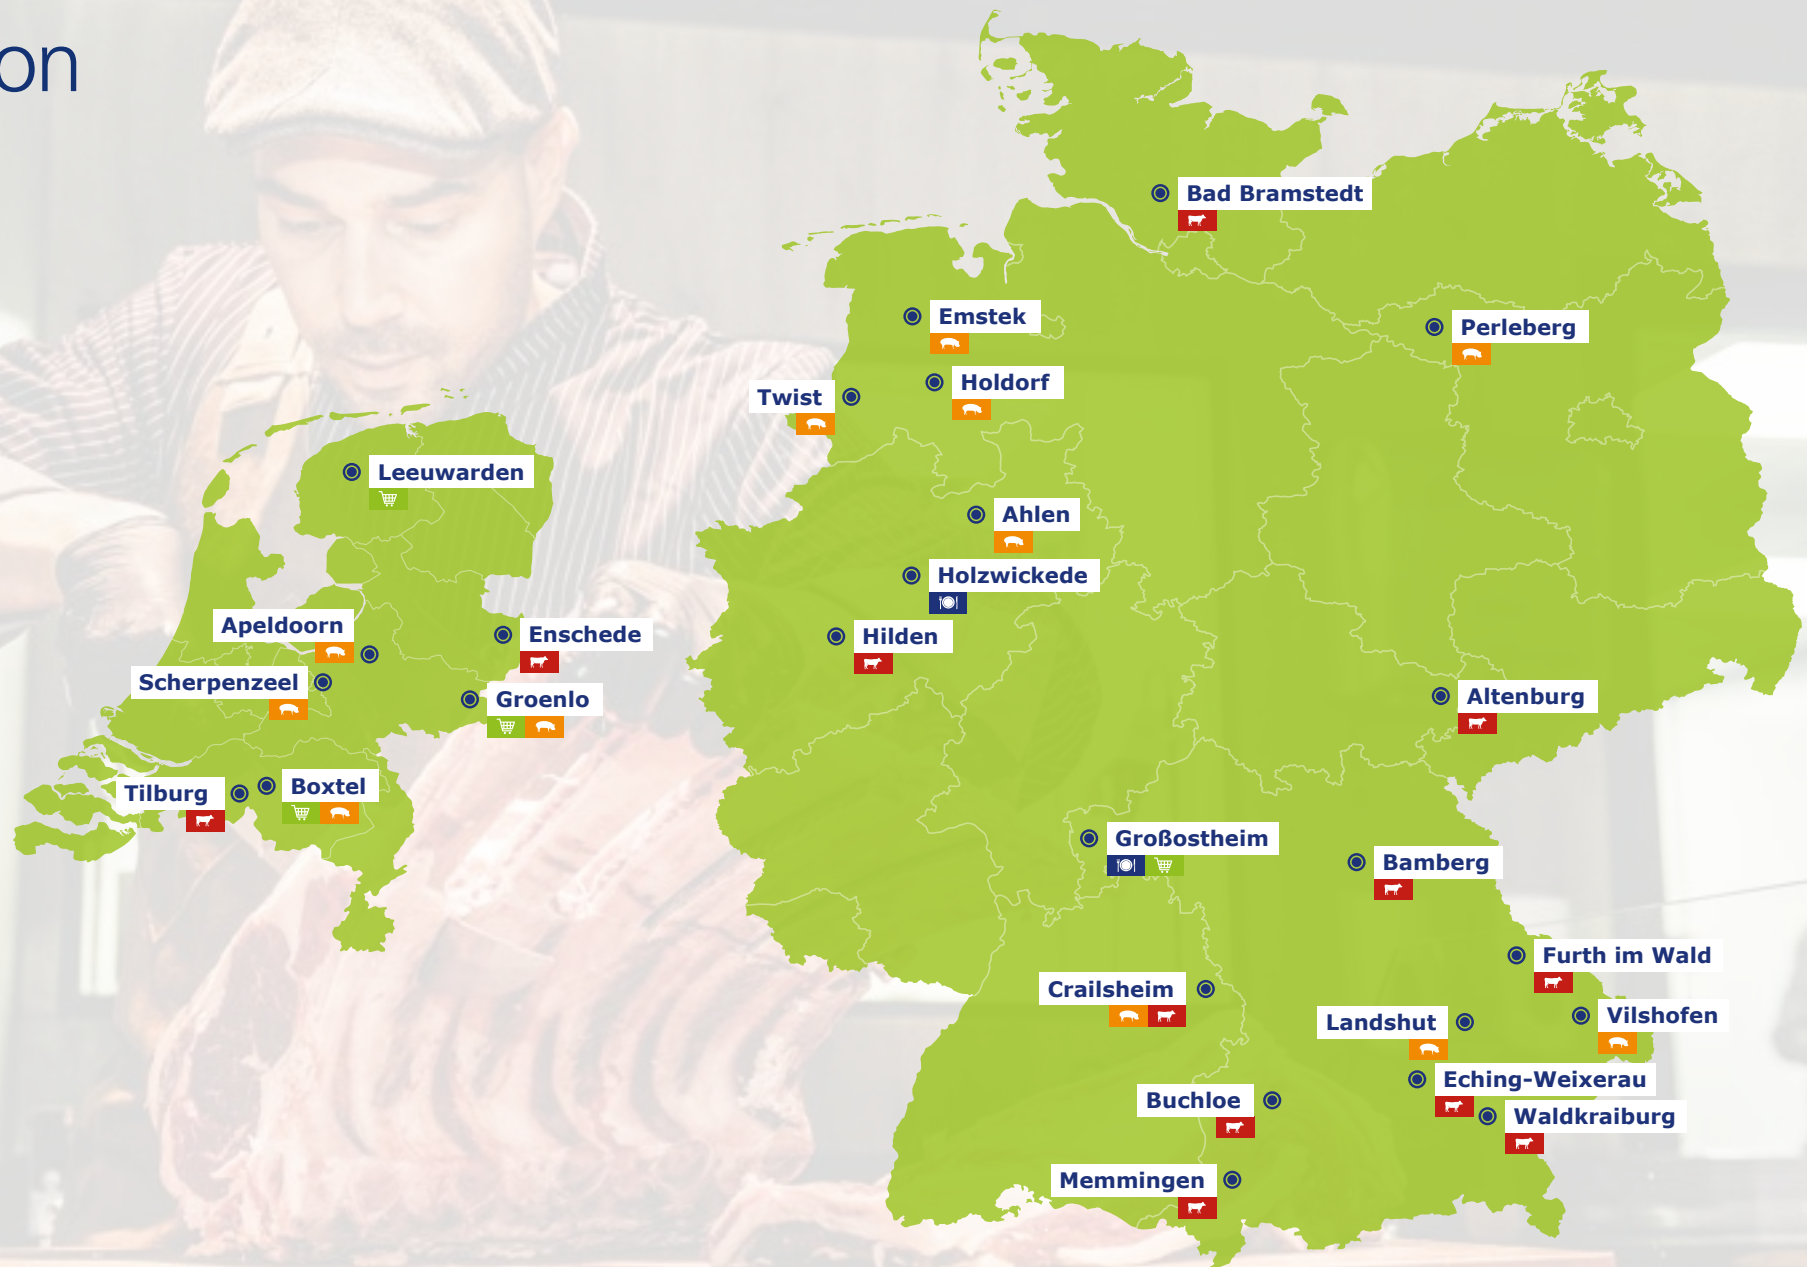 on
Bad Bramstedt
Emstek
Perleberg
Holdorf
Twist
Leeuwarden
Ahlen
Holzwickede
Apeldoorn
Enschede
Hilden
Scherpenzeel
Groenlo
Altenburg
Tilburg
Boxtel
Großostheim
Bamberg
Furth im Wald
Crailsheim
Landshut
Vilshofen
Eching-Weixerau
Buchloe
Waldkraiburg
Memmingen